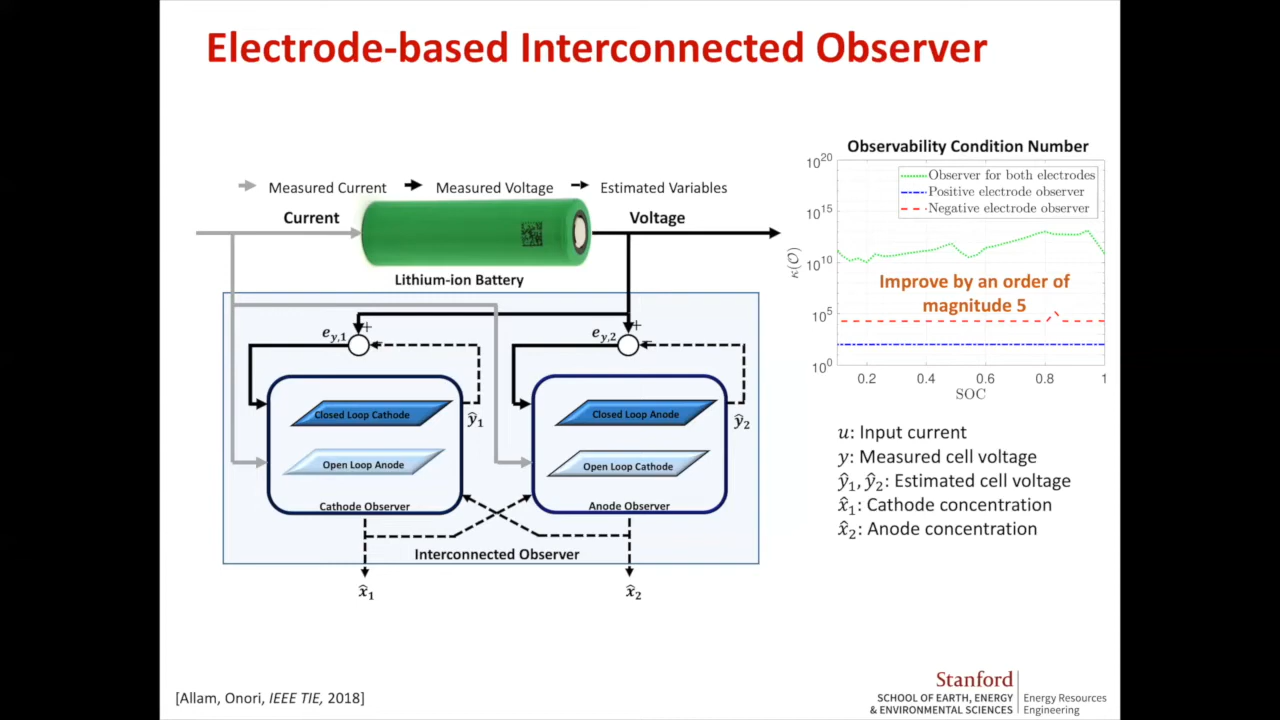 Electrode-based Interconnected Observer
Measured Current
Measured Voltage
Estimated Variables
Current
Voltage
Lithium-ion Battery
e_{y,1}
+
−
e_{y,2}
+
−
Closed Loop Cathode
Open Loop Anode
Cathode Observer
ŷ₁
Closed Loop Anode
Open Loop Cathode
Anode Observer
ŷ₂
Interconnected Observer
x̂₁
x̂₂
Observability Condition Number
10²⁰
10¹⁵
10¹⁰
10⁵
10⁰
κ(𝒪)
Observer for both electrodes
Positive electrode observer
Negative electrode observer
Improve by an order of
magnitude 5
0.2
0.4
0.6
0.8
1
SOC
u: Input current
y: Measured cell voltage
ŷ₁, ŷ₂: Estimated cell voltage
x̂₁: Cathode concentration
x̂₂: Anode concentration
[Allam, Onori, IEEE TIE, 2018]
Stanford
SCHOOL OF EARTH, ENERGY
& ENVIRONMENTAL SCIENCES
Energy Resources
Engineering